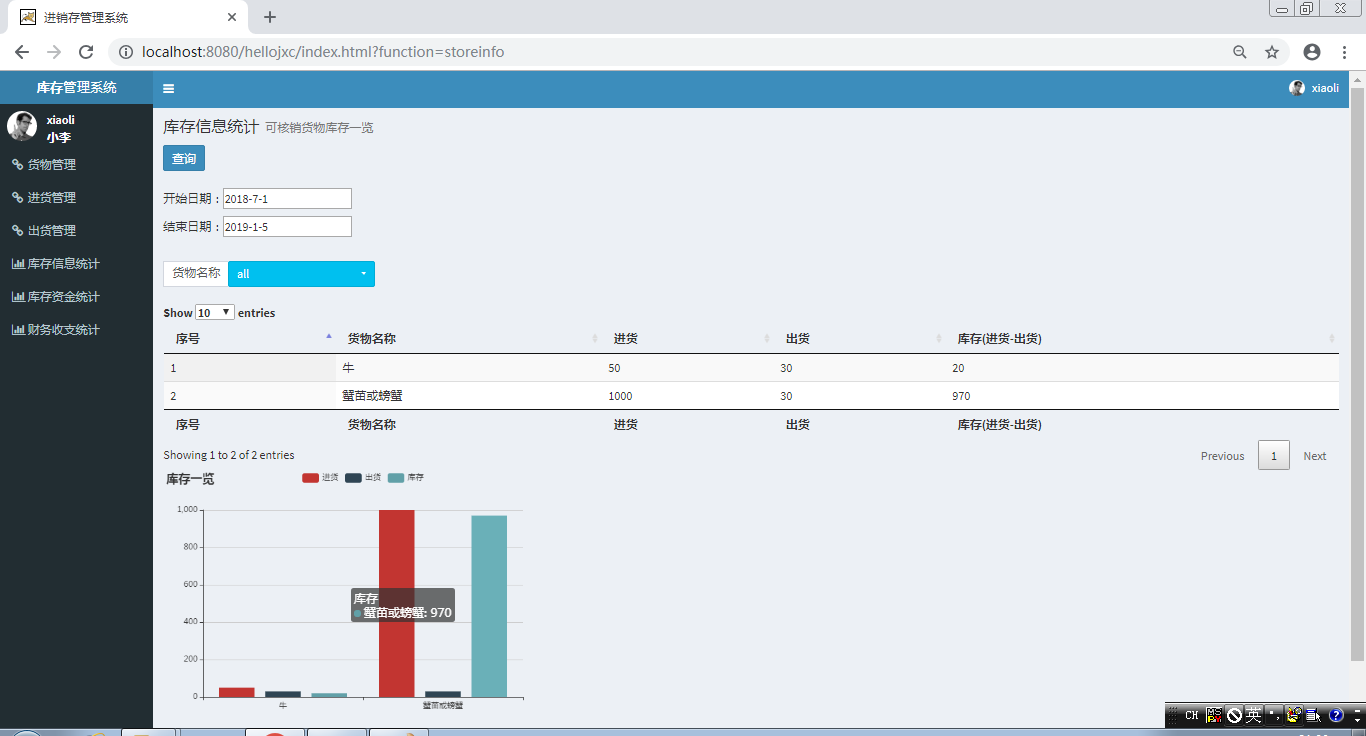 进销存管理系统
localhost:8080/hellojxc/index.html?function=storeinfo
库存管理系统
xiaoli
xiaoli
小李
货物管理
进货管理
出货管理
库存信息统计
库存资金统计
财务收支统计
库存信息统计 可核销货物库存一览
查询
开始日期：2018-7-1
结束日期：2019-1-5
货物名称 all
Show 10 entries
序号 货物名称 进货 出货 库存(进货-出货)
1 牛 50 30 20
2 蟹苗或螃蟹 1000 30 970
序号 货物名称 进货 出货 库存(进货-出货)
Showing 1 to 2 of 2 entries
Previous 1 Next
库存一览 进货 出货 库存
1,000
800
600
400
200
0
库存
蟹苗或螃蟹: 970
牛 蟹苗或螃蟹
CH 英